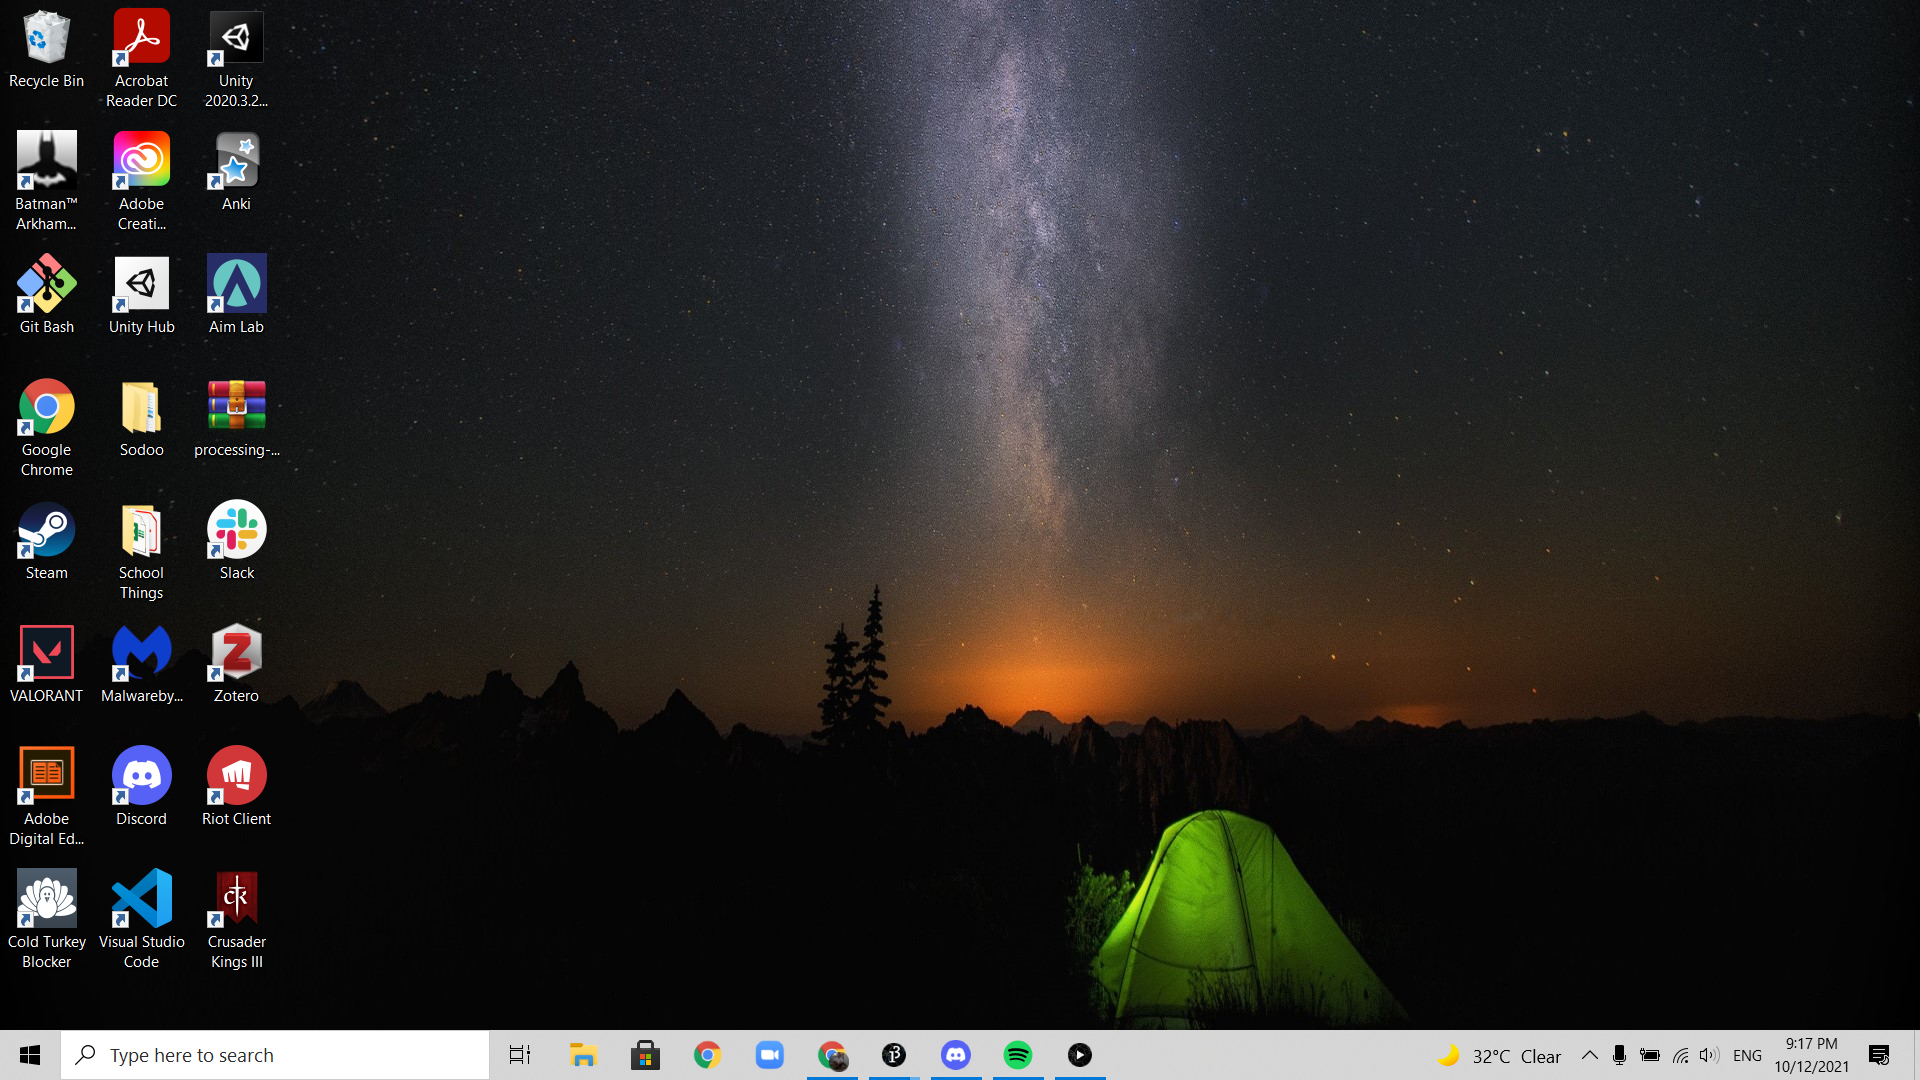 Recycle Bin
Acrobat
Reader DC
Unity
2020.3.2...
Batman™
Arkham...
Adobe
Creati...
Anki
Git Bash
Unity Hub
Aim Lab
Google
Chrome
Sodoo
processing-...
Steam
School
Things
Slack
VALORANT
Malwareby...
Z
Zotero
Adobe
Digital Ed...
Discord
Riot Client
Cold Turkey
Blocker
Visual Studio
Code
ck
Crusader
Kings III
Type here to search
32°C Clear
ENG
9:17 PM
10/12/2021